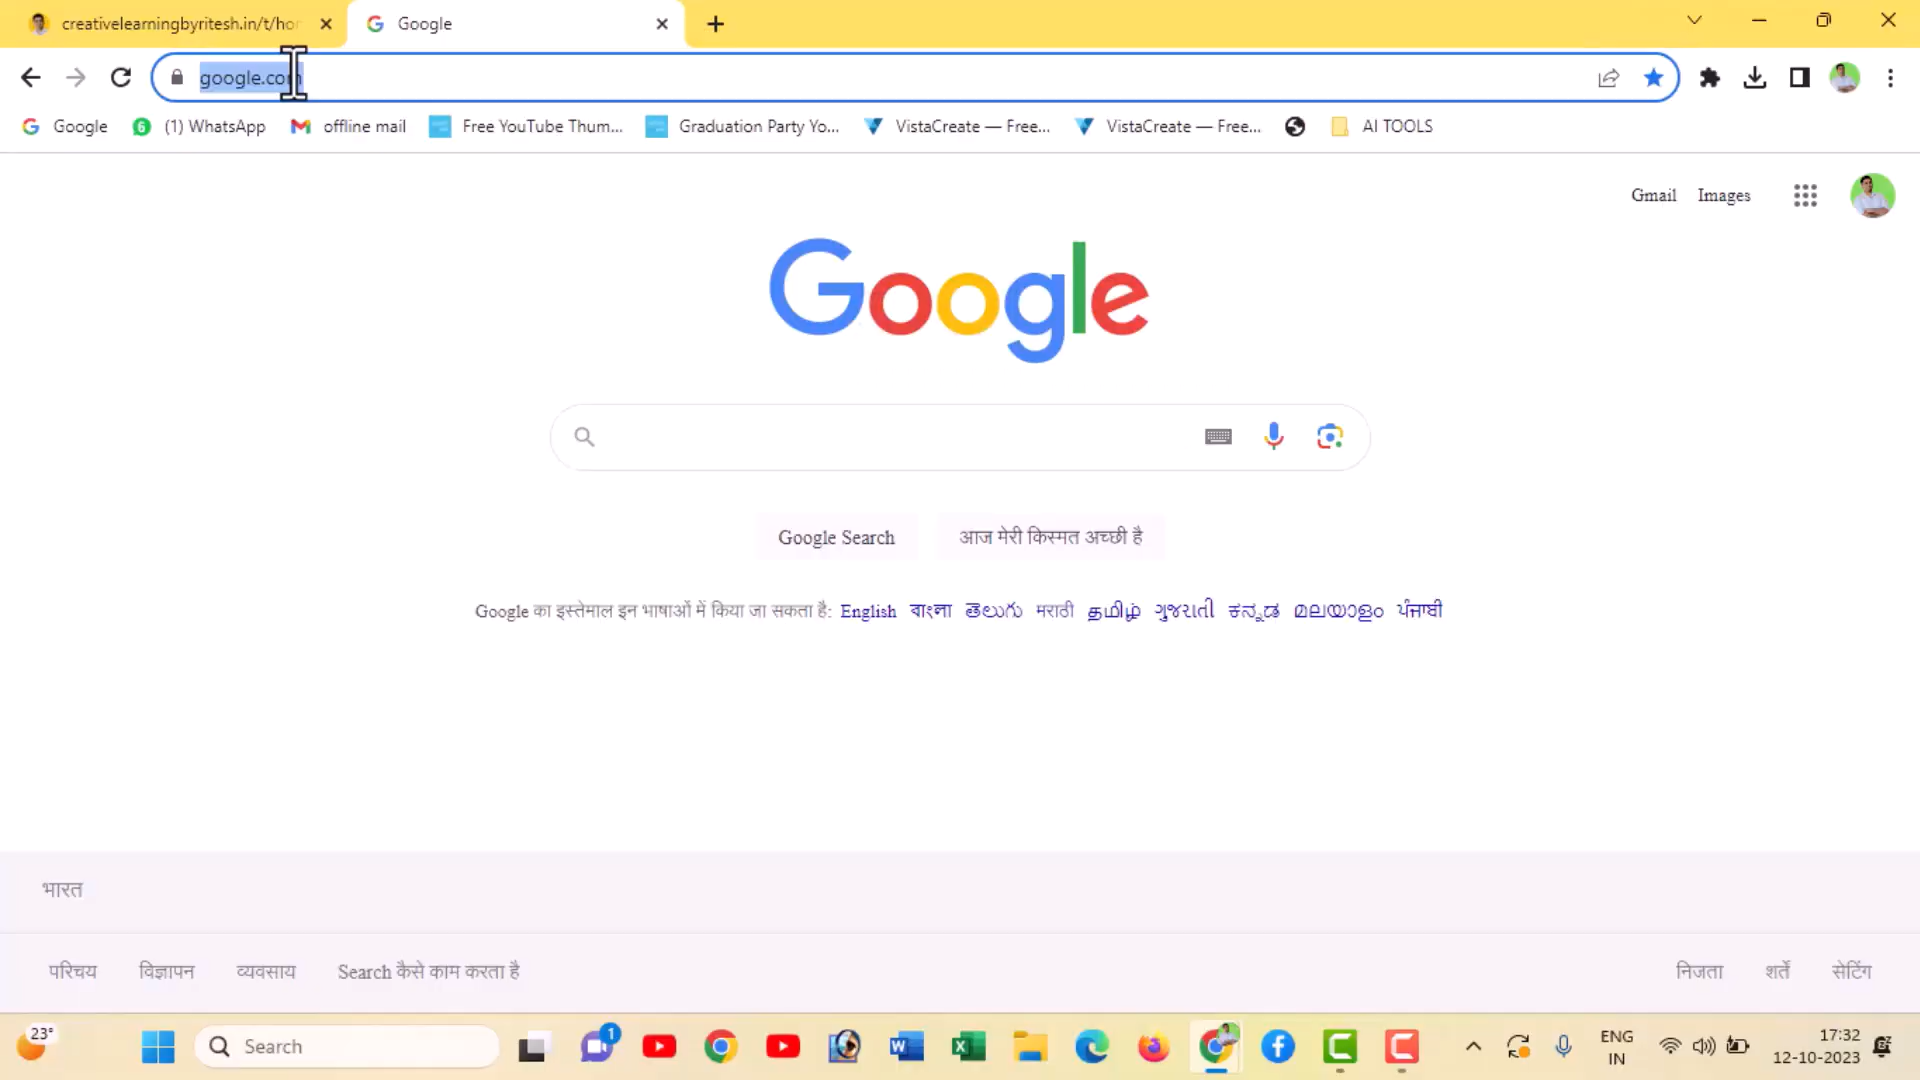 creativelearningbyritesh.in/t/hor
Google
google.com
Google
(1) WhatsApp
offline mail
Free YouTube Thum...
Graduation Party Yo...
VistaCreate — Free...
VistaCreate — Free...
AI TOOLS
Gmail Images
Google
Google Search
आज मेरी किस्मत अच्छी है
Google का इस्तेमाल इन भाषाओं में किया जा सकता है: English বাংলা తెలుగు मराठी தமிழ் ગુજરાતી ಕನ್ನಡ മലയാളം ਪੰਜਾਬੀ
भारत
परिचय विज्ञापन व्यवसाय Search कैसे काम करता है
निजता शर्तें सेटिंग
23°
Search
1
ENG
IN
17:32
12-10-2023